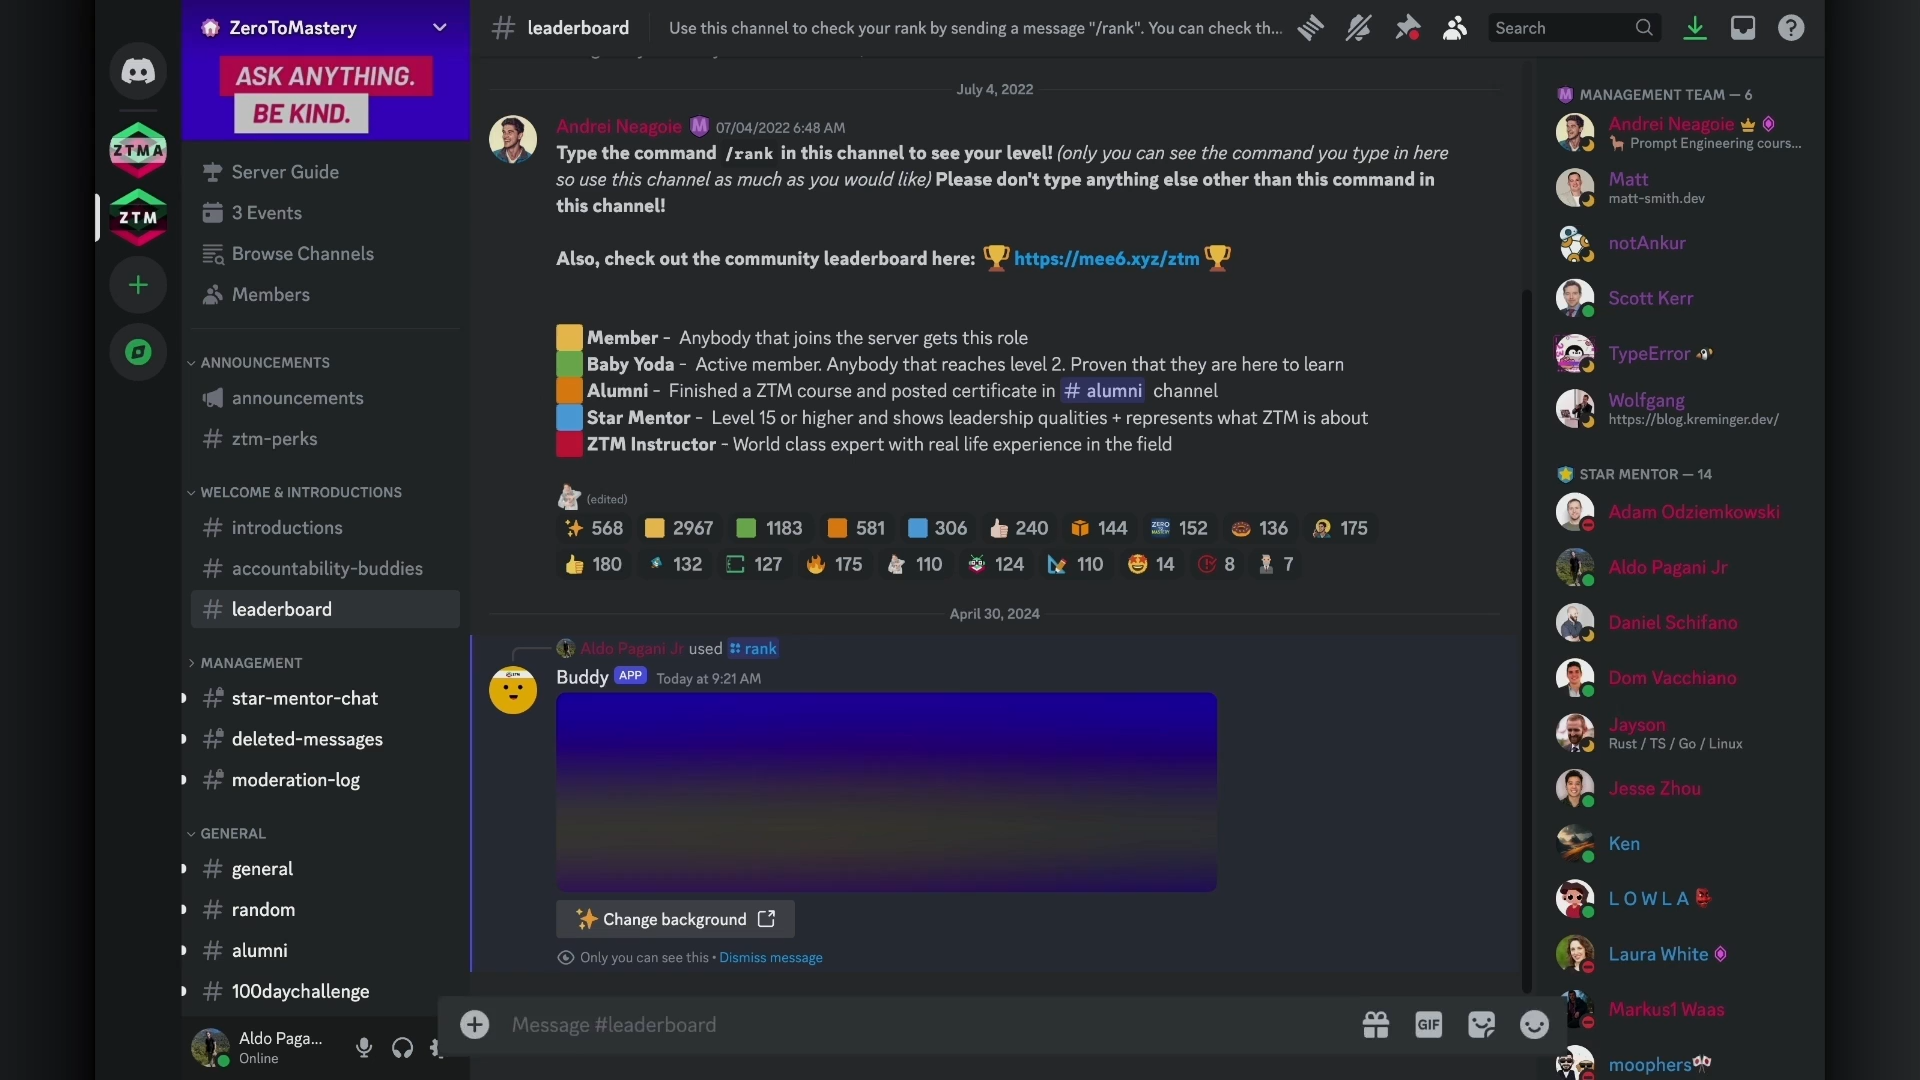 ZeroToMastery
ASK ANYTHING.
BE KIND.
ZTMA
ZTM
Server Guide
3 Events
Browse Channels
Members
ANNOUNCEMENTS
announcements
ztm-perks
WELCOME & INTRODUCTIONS
introductions
accountability-buddies
leaderboard
MANAGEMENT
star-mentor-chat
deleted-messages
moderation-log
GENERAL
general
random
alumni
100daychallenge
Aldo Paga...
Online
leaderboard
Use this channel to check your rank by sending a message "/rank". You can check th...
Search
July 4, 2022
Andrei Neagoie 07/04/2022 6:48 AM
Type the command /rank in this channel to see your level! (only you can see the command you type in here
so use this channel as much as you would like) Please don't type anything else other than this command in
this channel!
Also, check out the community leaderboard here: 🏆 https://mee6.xyz/ztm 🏆
Member - Anybody that joins the server gets this role
Baby Yoda - Active member. Anybody that reaches level 2. Proven that they are here to learn
Alumni - Finished a ZTM course and posted certificate in # alumni channel
Star Mentor - Level 15 or higher and shows leadership qualities + represents what ZTM is about
ZTM Instructor - World class expert with real life experience in the field
(edited)
568 2967 1183 581 306 240 144 152 136 175
180 132 127 175 110 124 110 14 8 7
April 30, 2024
Aldo Pagani Jr used rank
Buddy APP Today at 9:21 AM
Change background
Only you can see this • Dismiss message
Message #leaderboard
GIF
MANAGEMENT TEAM — 6
Andrei Neagoie
Prompt Engineering cours...
Matt
matt-smith.dev
notAnkur
Scott Kerr
TypeError
Wolfgang
https://blog.kreminger.dev/
STAR MENTOR — 14
Adam Odziemkowski
Aldo Pagani Jr
Daniel Schifano
Dom Vacchiano
Jayson
Rust / TS / Go / Linux
Jesse Zhou
Ken
L O W L A
Laura White
Markus1 Waas
moophers